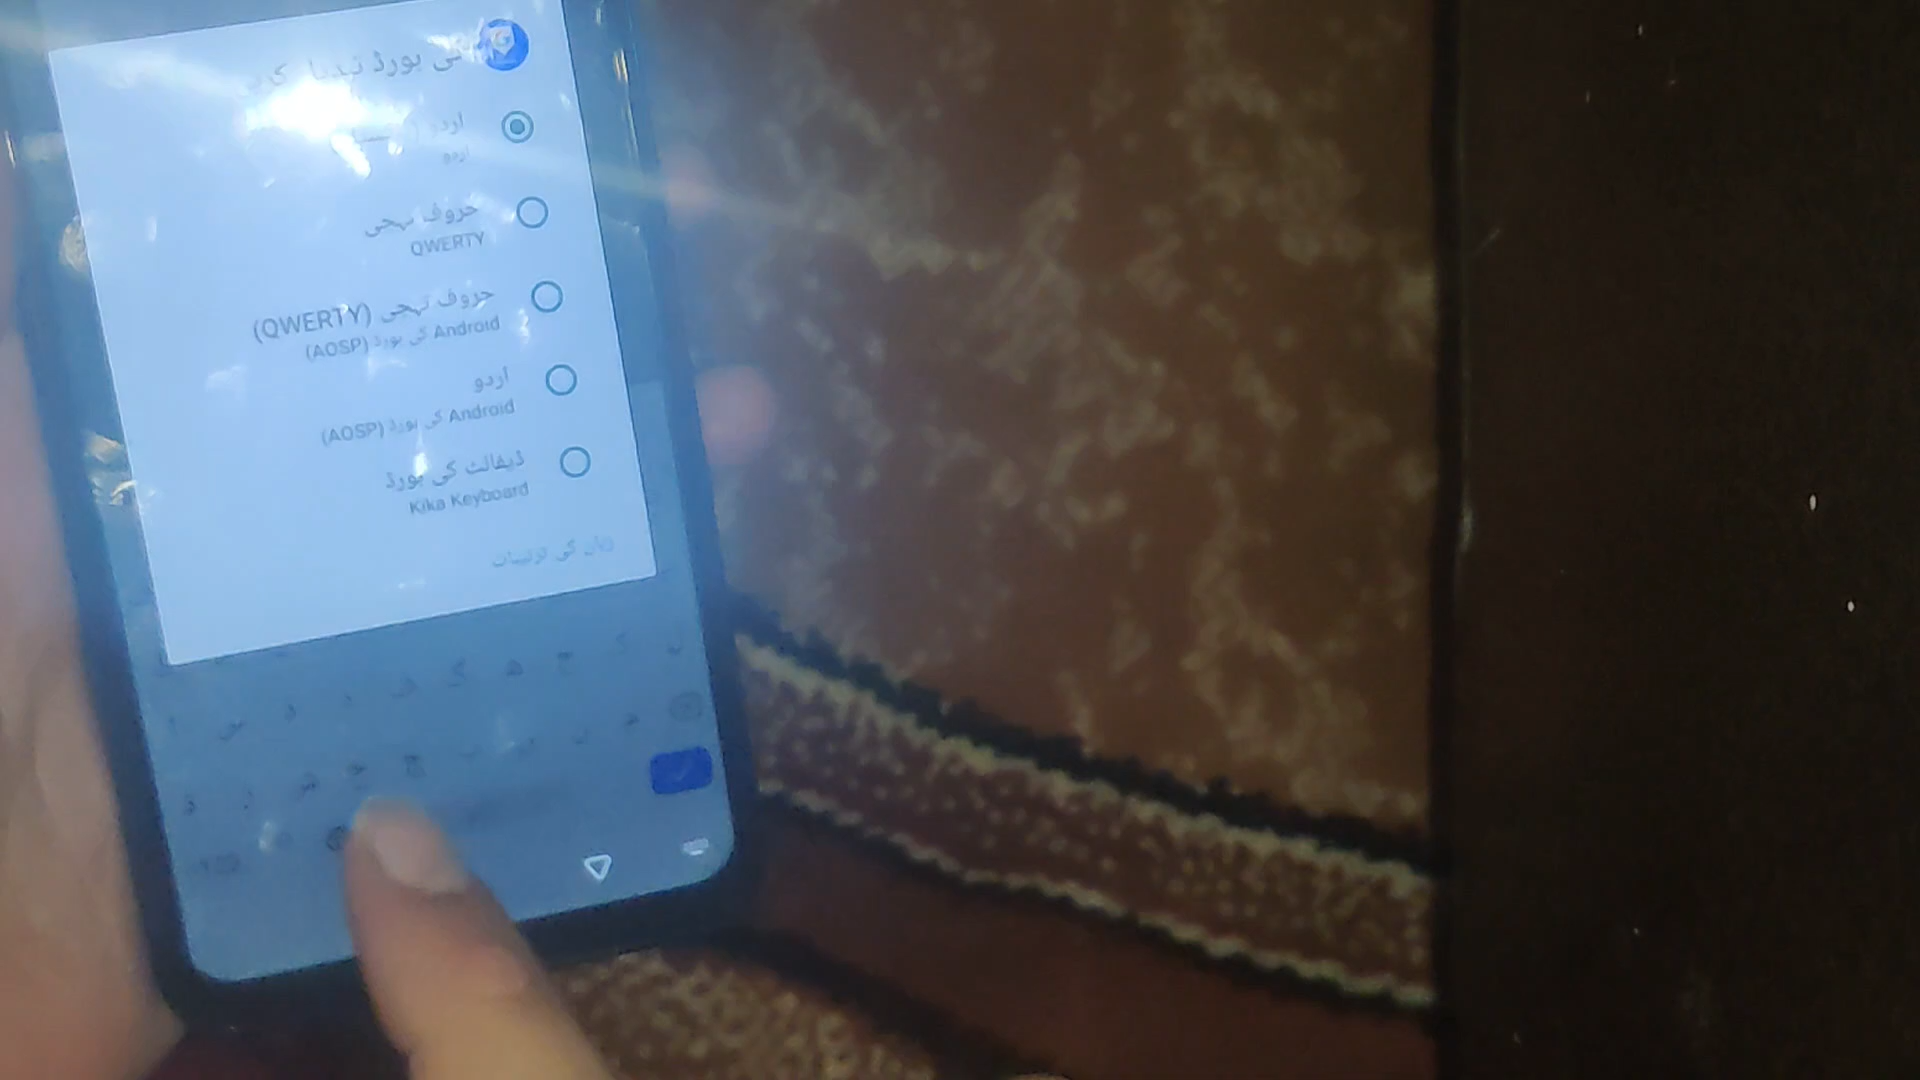 کی بورڈ تبدیل کریں
اردو
اردو
حروف تہجی
QWERTY
حروف تہجی (QWERTY)
Android کی بورڈ (AOSP)
اردو
Android کی بورڈ (AOSP)
ڈیفالٹ کی بورڈ
Kika Keyboard
زبان کی ترتیبات